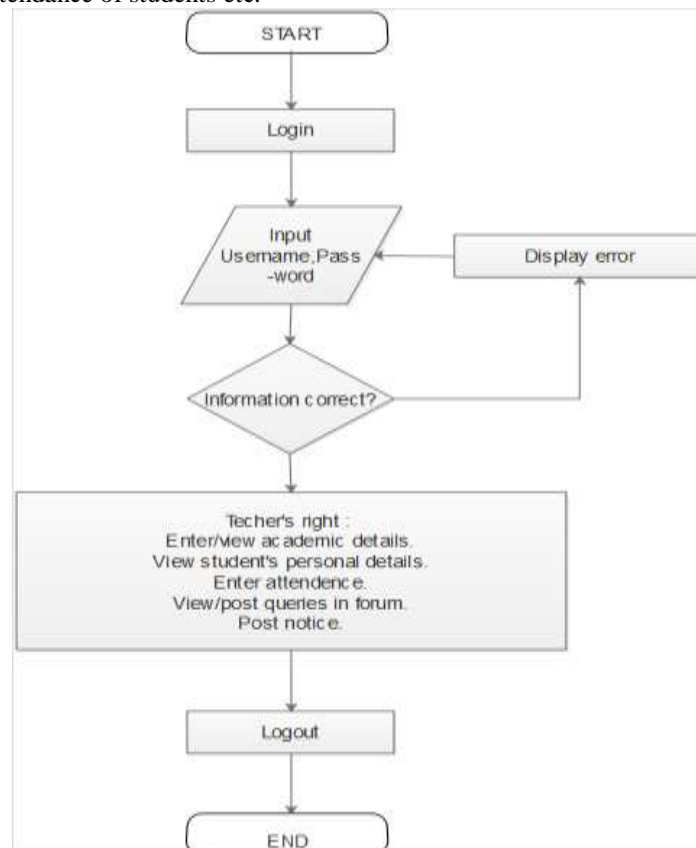 tendance of students etc.
START
Login
Input
Username,Pass
-word
Display error
Information correct?
Techer's right :
Enter/view academic details.
View student's personal details.
Enter attendence.
View/post queries in forum.
Post notice.
Logout
END